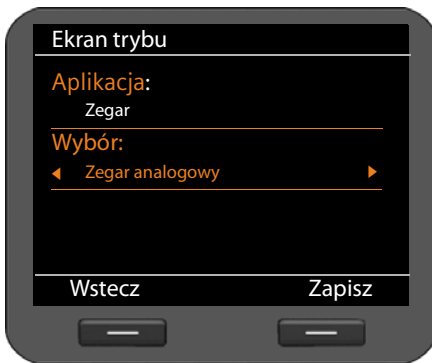 Ekran trybu
Aplikacja:
Zegar
Wybór:
Zegar analogowy
Wstecz Zapisz